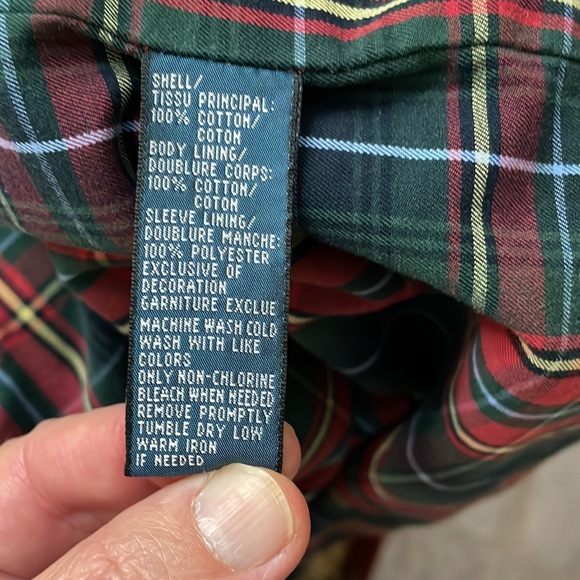 SHELL/
TISSU PRINCIPAL:
100% COTTON/
COTON
BODY LINING/
DOUBLURE CORPS:
100% COTTON/
COTON
SLEEVE LINING/
DOUBLURE MANCHE:
100% POLYESTER
EXCLUSIVE OF
DECORATION
GARNITURE EXCLUE
MACHINE WASH COLD
WASH WITH LIKE
COLORS
ONLY NON-CHLORINE
BLEACH WHEN NEEDED
REMOVE PROMPTLY
TUMBLE DRY LOW
WARM IRON
IF NEEDED